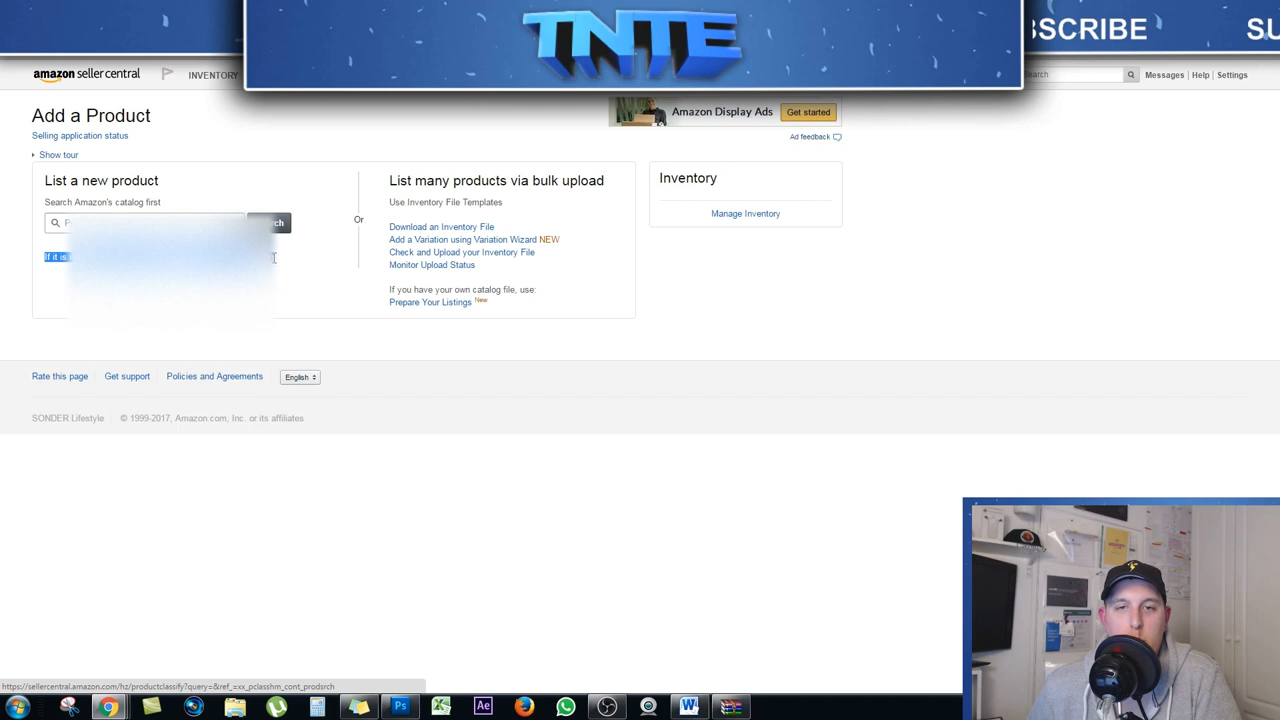 TNTE
SCRIBE
SU
amazon seller central
INVENTORY
Messages | Help | Settings
Add a Product
Selling application status
Amazon Display Ads
Get started
Ad feedback
Show tour
List a new product
Search Amazon's catalog first
If it is
Or
List many products via bulk upload
Use Inventory File Templates
Download an Inventory File
Add a Variation using Variation Wizard NEW
Check and Upload your Inventory File
Monitor Upload Status
If you have your own catalog file, use:
Prepare Your Listings New
Inventory
Manage Inventory
Rate this page
Get support
Policies and Agreements
English
SONDER Lifestyle
© 1999-2017, Amazon.com, Inc. or its affiliates
https://sellercentral.amazon.com/hz/productclassify?query=&ref_=xx_pclasshm_cont_prodsrch